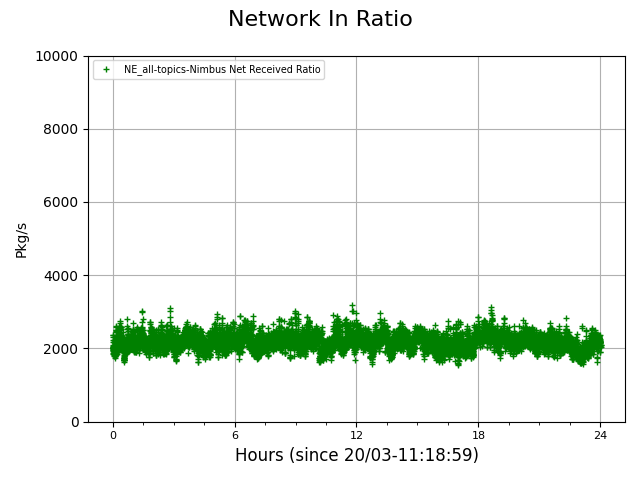 Network In Ratio
NE_all-topics-Nimbus Net Received Ratio
10000
8000
6000
4000
2000
0
Pkg/s
0 6 12 18 24
Hours (since 20/03-11:18:59)